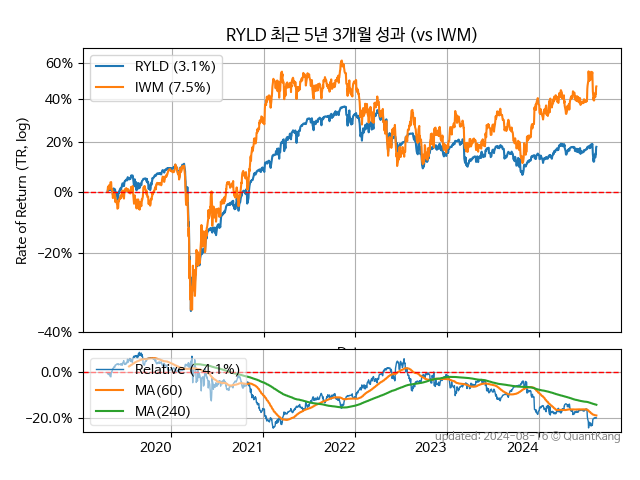 RYLD 최근 5년 3개월 성과 (vs IWM)
Rate of Return (TR, log)
60%
40%
20%
0%
−20%
−40%
RYLD (3.1%)
IWM (7.5%)
0.0%
−20.0%
Relative (−4.1%)
MA(60)
MA(240)
2020
2021
2022
2023
2024
updated: 2024-08-16 © QuantKang